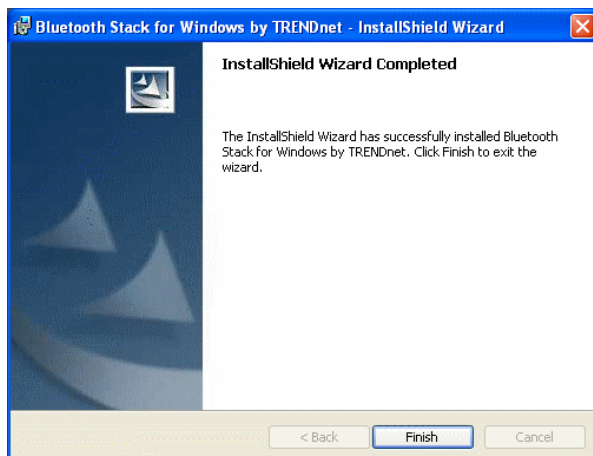 Bluetooth Stack for Windows by TRENDnet - InstallShield Wizard
InstallShield Wizard Completed
The InstallShield Wizard has successfully installed Bluetooth
Stack for Windows by TRENDnet. Click Finish to exit the
wizard.
< Back Finish Cancel